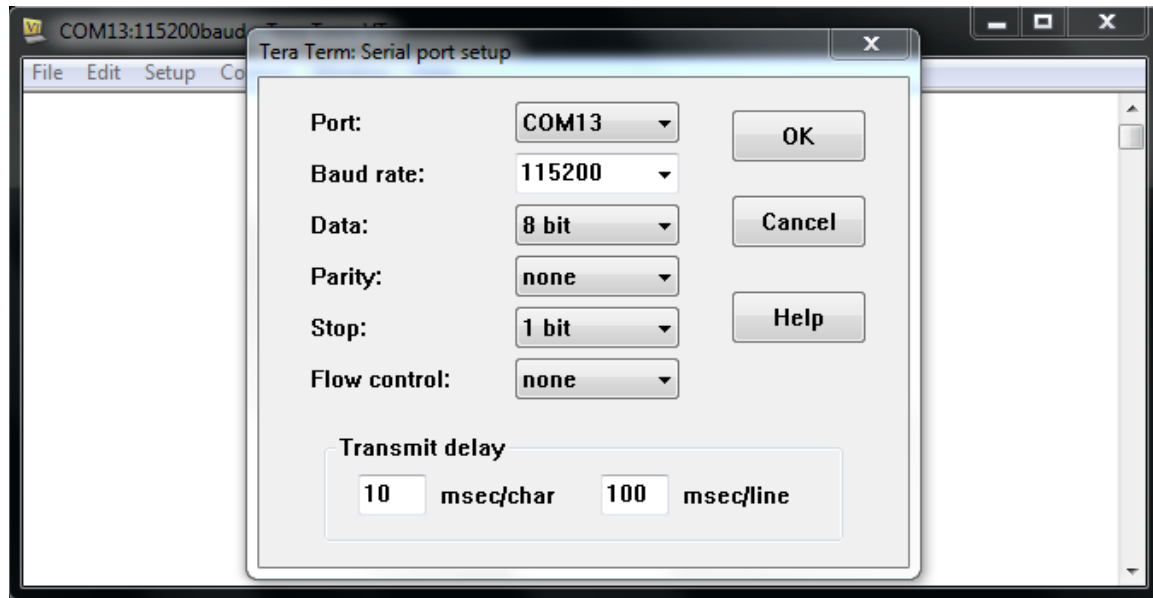 COM13:115200baud
File Edit Setup Co
Tera Term: Serial port setup
Port: COM13
OK
Baud rate: 115200
Data: 8 bit
Cancel
Parity: none
Stop: 1 bit
Help
Flow control: none
Transmit delay
10 msec/char 100 msec/line